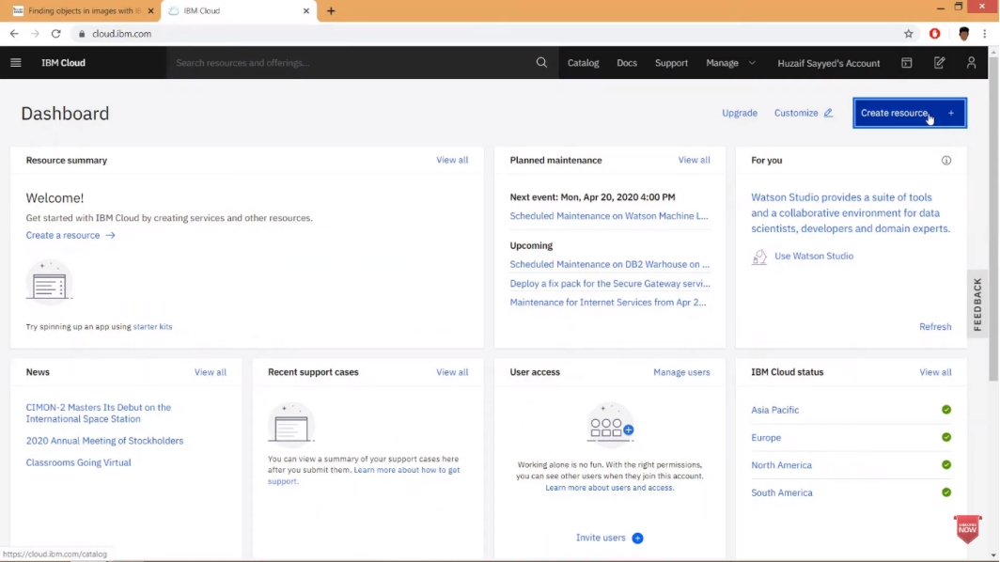 Finding objects in images with IB
IBM Cloud
cloud.ibm.com
IBM Cloud
Search resources and offerings...
Catalog
Docs
Support
Manage
Huzaif Sayyed's Account
Dashboard
Upgrade
Customize
Create resource
Resource summary
View all
Welcome!
Get started with IBM Cloud by creating services and other resources.
Create a resource
Try spinning up an app using starter kits
Planned maintenance
View all
Next event: Mon, Apr 20, 2020 4:00 PM
Scheduled Maintenance on Watson Machine L...
Upcoming
Scheduled Maintenance on DB2 Warhouse on ...
Deploy a fix pack for the Secure Gateway servi...
Maintenance for Internet Services from Apr 2...
For you
Watson Studio provides a suite of tools
and a collaborative environment for data
scientists, developers and domain experts.
Use Watson Studio
Refresh
FEEDBACK
News
View all
CIMON-2 Masters Its Debut on the
International Space Station
2020 Annual Meeting of Stockholders
Classrooms Going Virtual
Recent support cases
View all
You can view a summary of your support cases here
after you submit them. Learn more about how to get
support.
User access
Manage users
Working alone is no fun. With the right permissions,
you can see other users when they join this account.
Learn more about users and access.
Invite users
IBM Cloud status
View all
Asia Pacific
Europe
North America
South America
https://cloud.ibm.com/catalog
SUBSCRIBE
NOW